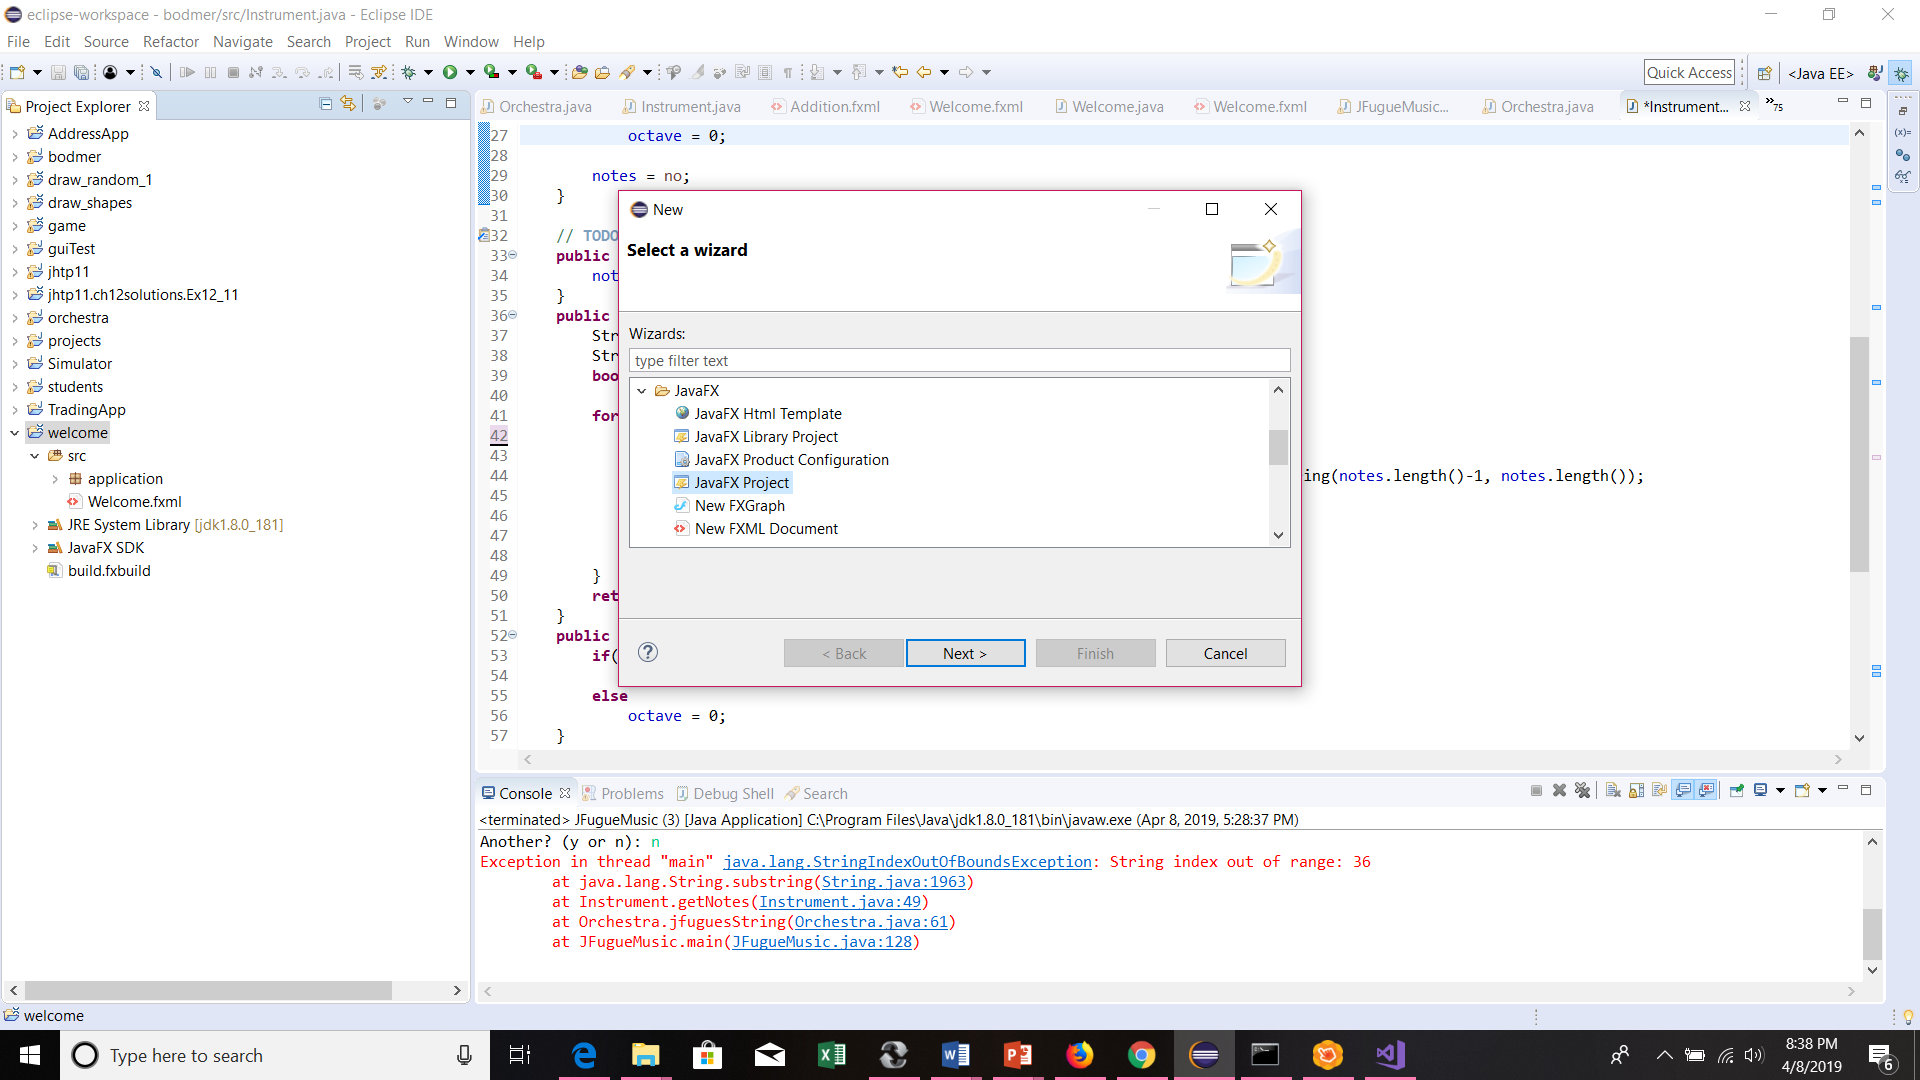 eclipse-workspace - bodmer/src/Instrument.java - Eclipse IDE
File Edit Source Refactor Navigate Search Project Run Window Help
Quick Access
<Java EE>
Project Explorer
AddressApp
bodmer
draw_random_1
draw_shapes
game
guiTest
jhtp11
jhtp11.ch12solutions.Ex12_11
orchestra
projects
Simulator
students
TradingApp
welcome
src
application
Welcome.fxml
JRE System Library [jdk1.8.0_181]
JavaFX SDK
build.fxbuild
Orchestra.java Instrument.java Addition.fxml Welcome.fxml Welcome.java Welcome.fxml JFugueMusic... Orchestra.java *Instrument... »75
27 octave = 0;
28
29 notes = no;
30 }
31
32 // TODO
33 public
34 not
35 }
36 public
37 Str
38 Str
39 boo
40
41 for
42
43
44 ing(notes.length()-1, notes.length());
45
46
47
48
49 }
50 ret
51 }
52 public
53 if(
54
55 else
56 octave = 0;
57 }
New
Select a wizard
Wizards:
type filter text
JavaFX
JavaFX Html Template
JavaFX Library Project
JavaFX Product Configuration
JavaFX Project
New FXGraph
New FXML Document
< Back Next > Finish Cancel
Console Problems Debug Shell Search
<terminated> JFugueMusic (3) [Java Application] C:\Program Files\Java\jdk1.8.0_181\bin\javaw.exe (Apr 8, 2019, 5:28:37 PM)
Another? (y or n): n
Exception in thread "main" java.lang.StringIndexOutOfBoundsException: String index out of range: 36
at java.lang.String.substring(String.java:1963)
at Instrument.getNotes(Instrument.java:49)
at Orchestra.jfuguesString(Orchestra.java:61)
at JFugueMusic.main(JFugueMusic.java:128)
welcome
Type here to search
8:38 PM
4/8/2019
6